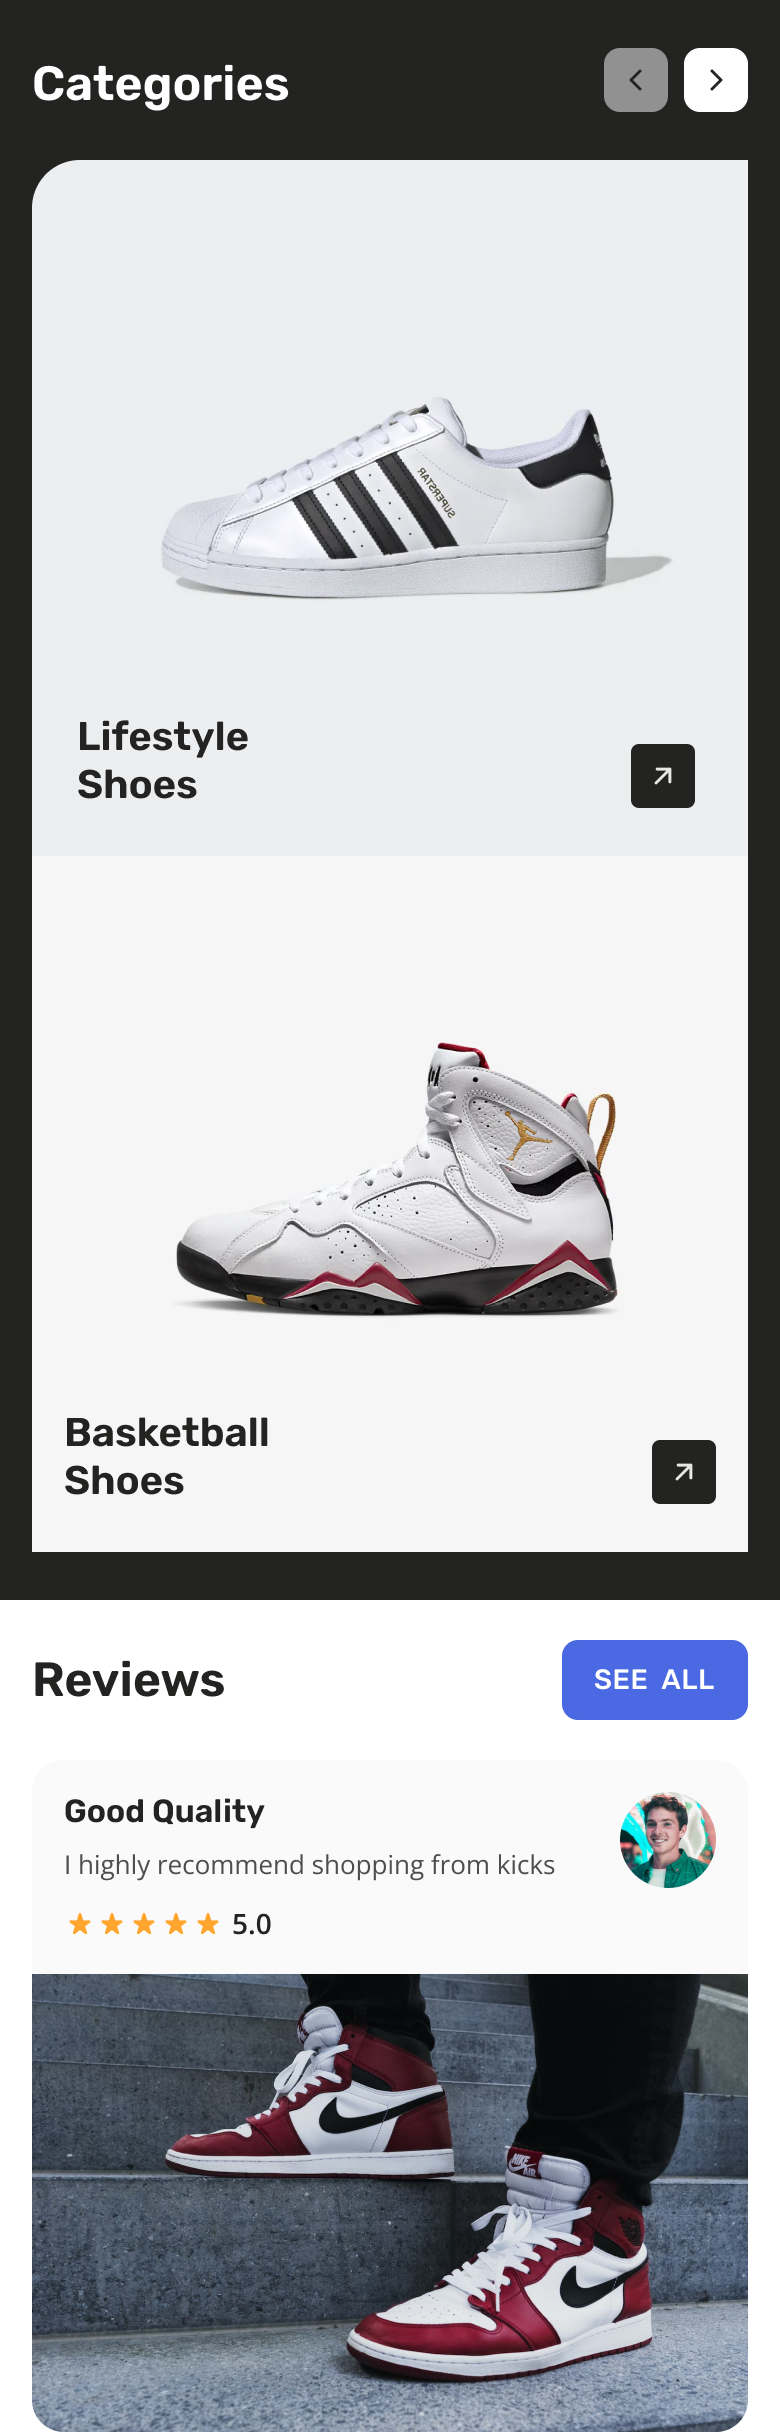 Categories
SUPERSTAR
Lifestyle
Shoes
Basketball
Shoes
Reviews
SEE ALL
Good Quality
I highly recommend shopping from kicks
5.0
NIKE
AIR